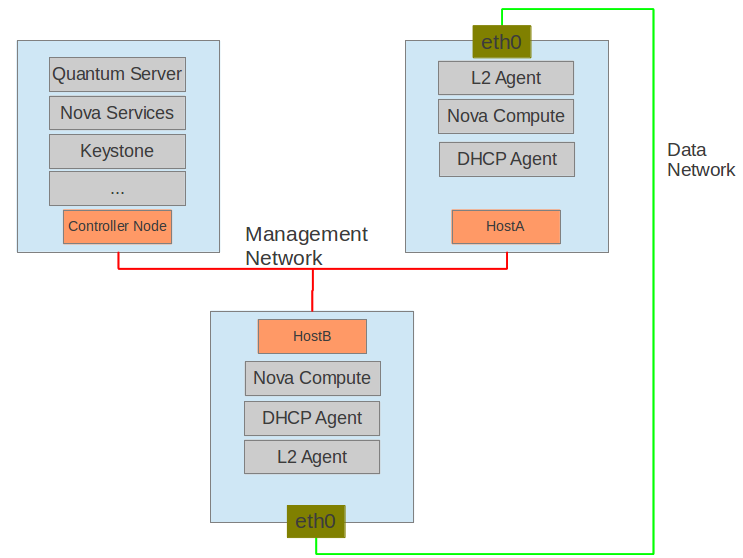 Quantum Server
Nova Services
Keystone
...
Controller Node
eth0
L2 Agent
Nova Compute
DHCP Agent
HostA
Data
Network
Management
Network
HostB
Nova Compute
DHCP Agent
L2 Agent
eth0